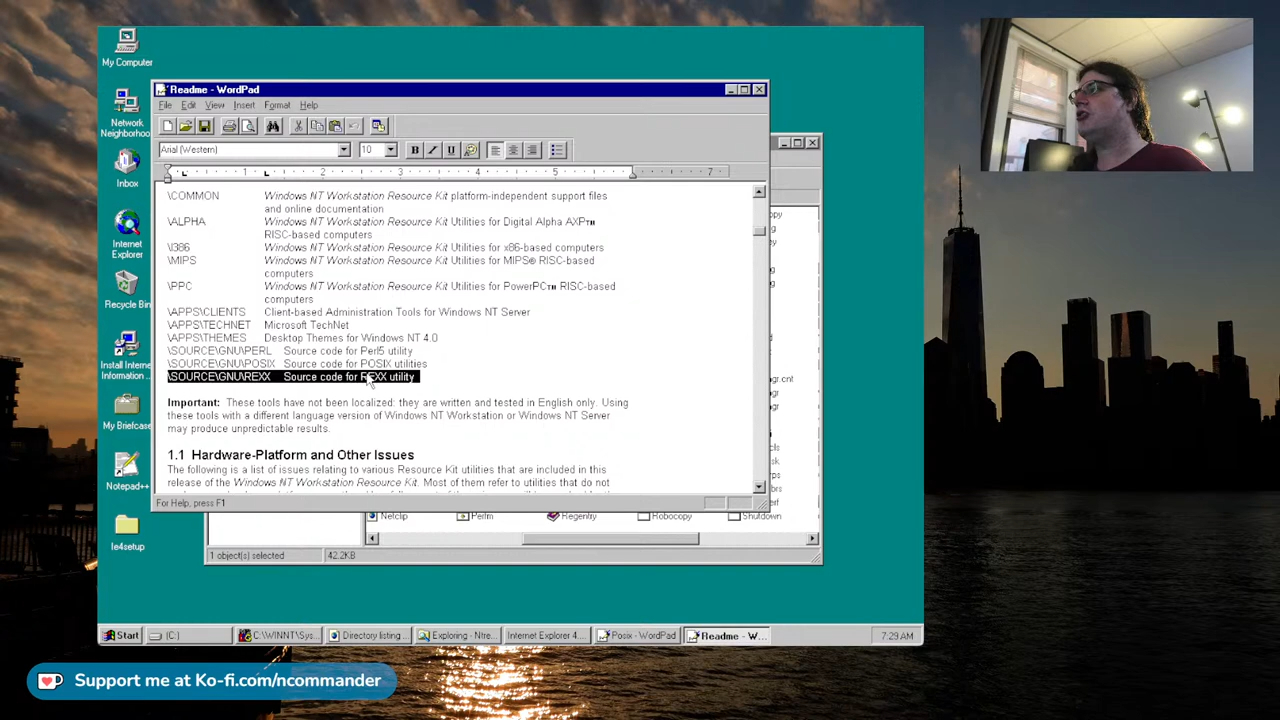 My Computer
Network
Neighborhoo
Inbox
Internet
Explorer
Recycle Bin
Install Interne
Information ...
My Briefcase
Notepad++
Ie4setup
Readme - WordPad
File Edit View Insert Format Help
Arial (Western) 10 B U
1 2 3 4 5 7
\COMMON Windows NT Workstation Resource Kit platform-independent support files
and online documentation
\ALPHA Windows NT Workstation Resource Kit Utilities for Digital Alpha AXP™
RISC-based computers
\I386 Windows NT Workstation Resource Kit Utilities for x86-based computers
\MIPS Windows NT Workstation Resource Kit Utilities for MIPS® RISC-based
computers
\PPC Windows NT Workstation Resource Kit Utilities for PowerPC™ RISC-based
computers
\APPS\CLIENTS Client-based Administration Tools for Windows NT Server
\APPS\TECHNET Microsoft TechNet
\APPS\THEMES Desktop Themes for Windows NT 4.0
\SOURCE\GNU\PERL Source code for Perl5 utility
\SOURCE\GNU\POSIX Source code for POSIX utilities
\SOURCE\GNU\REXX Source code for REXX utility
Important: These tools have not been localized: they are written and tested in English only. Using
these tools with a different language version of Windows NT Workstation or Windows NT Server
may produce unpredictable results.
1.1 Hardware-Platform and Other Issues
The following is a list of issues relating to various Resource Kit utilities that are included in this
release of the Windows NT Workstation Resource Kit. Most of them refer to utilities that do not
For Help, press F1
Netclip Perfm Regentry Robocopy Shutdown
1 object(s) selected 42.2KB
Start (C:) C:\WINNT\Sys... Directory listing ... Exploring - Ntre... Internet Explorer 4.... Posix - WordPad Readme - W... 7:29 AM
Support me at Ko-fi.com/ncommander